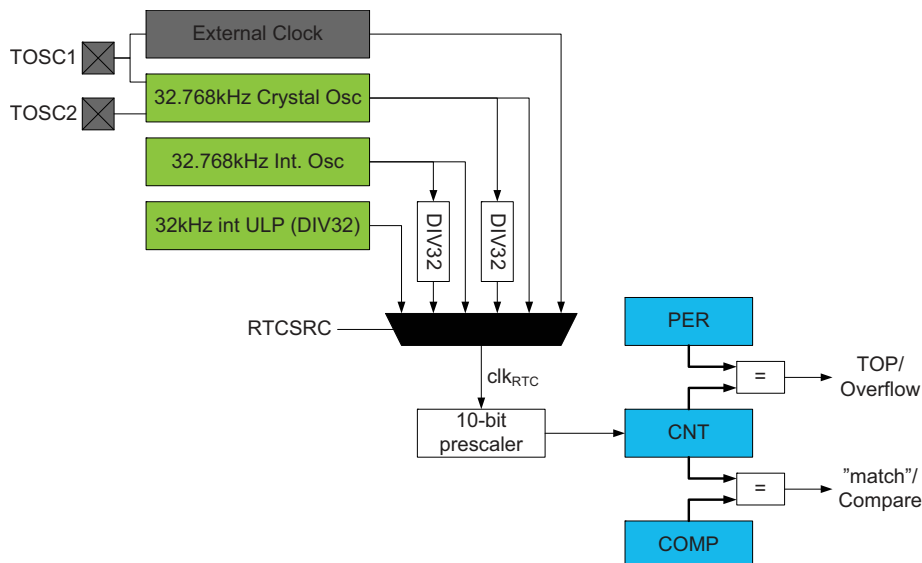 External Clock
TOSC1
32.768kHz Crystal Osc
TOSC2
32.768kHz Int. Osc
32kHz int ULP (DIV32)
DIV32
DIV32
RTCSRC
PER
clkRTC
=
TOP/
Overflow
10-bit
prescaler
CNT
=
"match"/
Compare
COMP